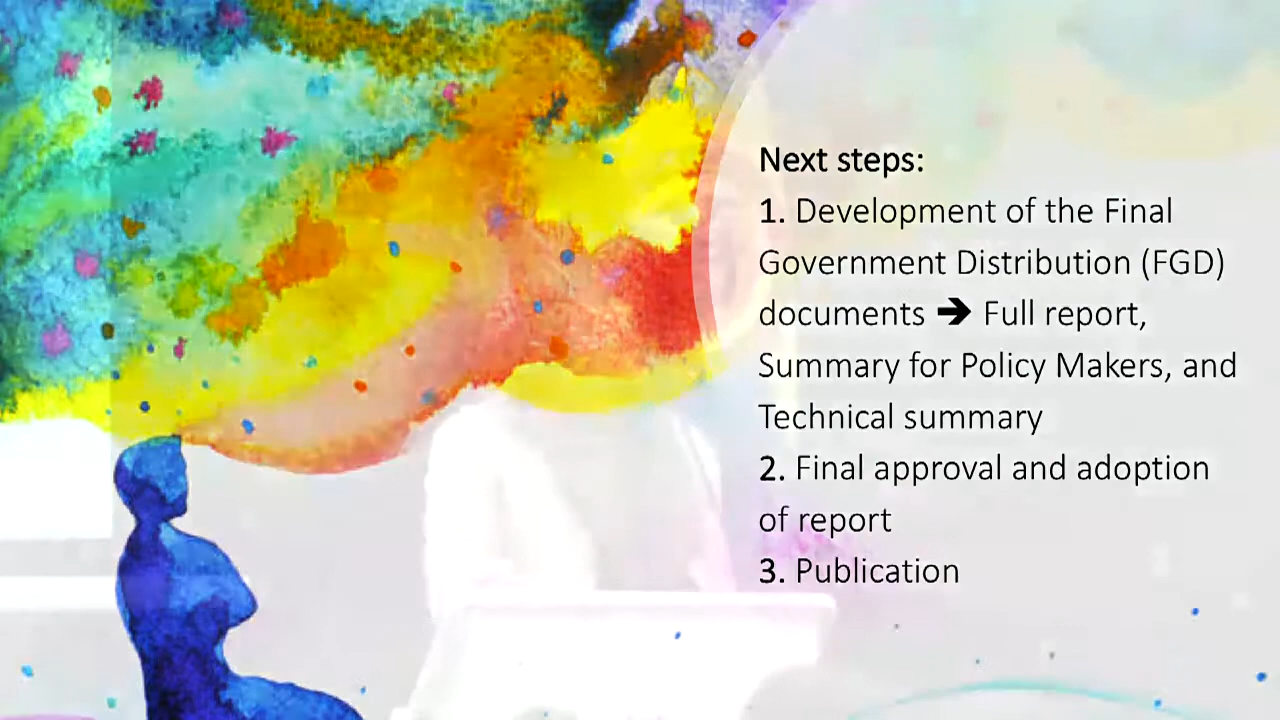 Next steps:
1. Development of the Final
Government Distribution (FGD)
documents ➔ Full report,
Summary for Policy Makers, and
Technical summary
2. Final approval and adoption
of report
3. Publication